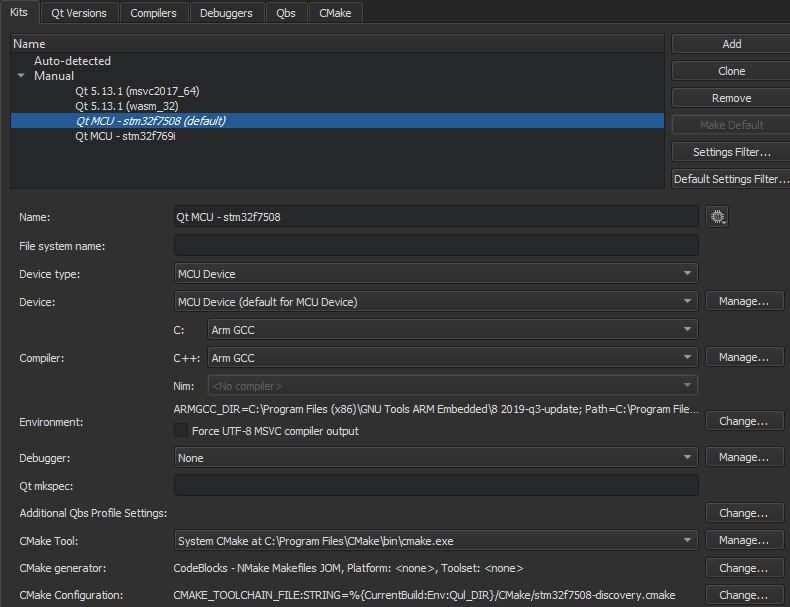 Kits Qt Versions Compilers Debuggers Qbs CMake
Name
Auto-detected
Manual
Qt 5.13.1 (msvc2017_64)
Qt 5.13.1 (wasm_32)
Qt MCU - stm32f7508 (default)
Qt MCU - stm32f769i
Add
Clone
Remove
Make Default
Settings Filter...
Default Settings Filter...
Name: Qt MCU - stm32f7508
File system name:
Device type: MCU Device
Device: MCU Device (default for MCU Device) Manage...
C: Arm GCC
Compiler: C++: Arm GCC Manage...
Nim: <No compiler>
ARMGCC_DIR=C:\Program Files (x86)\GNU Tools ARM Embedded\8 2019-q3-update; Path=C:\Program File...
Environment: Change...
Force UTF-8 MSVC compiler output
Debugger: None Manage...
Qt mkspec:
Additional Qbs Profile Settings: Change...
CMake Tool: System CMake at C:\Program Files\CMake\bin\cmake.exe Manage...
CMake generator: CodeBlocks - NMake Makefiles JOM, Platform: <none>, Toolset: <none> Change...
CMake Configuration: CMAKE_TOOLCHAIN_FILE:STRING=%{CurrentBuild:Env:Qul_DIR}/CMake/stm32f7508-discovery.cmake Change...